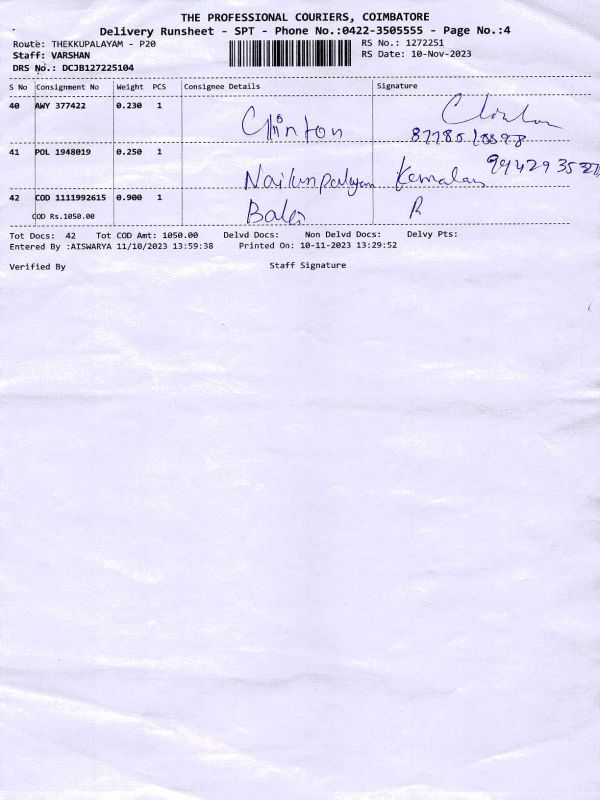 THE PROFESSIONAL COURIERS, COIMBATORE
Delivery Runsheet - SPT - Phone No.:0422-3505555 - Page No.:4
Route: THEKKUPALAYAM - P20 RS No.: 1272251
Staff: VARSHAN RS Date: 10-Nov-2023
DRS No.: DCJB127225104
S No Consignment No Weight PCS Consignee Details Signature
40 AWY 377422 0.230 1 Clinton
41 POL 1948019 0.250 1 Naikunpalayam
42 COD 1111992615 0.900 1
COD Rs.1050.00
Tot Docs: 42 Tot COD Amt: 1050.00 Delvd Docs: Non Delvd Docs: Delvy Pts:
Entered By :AISWARYA 11/10/2023 13:59:38 Printed On: 10-11-2023 13:29:52
Verified By Staff Signature